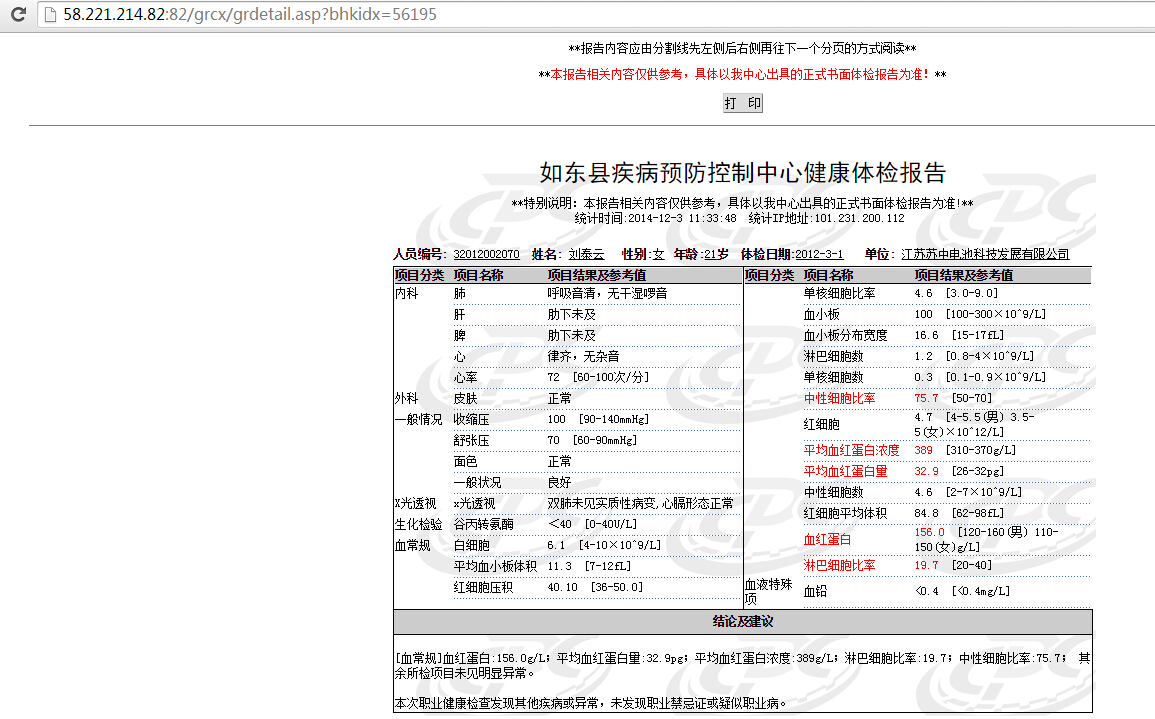 58.221.214.82:82/grcx/grdetail.asp?bhkidx=56195
**报告内容应由分割线先左侧后右侧再往下一个分页的方式阅读**
**本报告相关内容仅供参考，具体以我中心出具的正式书面体检报告为准！**
打 印
如东县疾病预防控制中心健康体检报告
**特别说明：本报告相关内容仅供参考，具体以我中心出具的正式书面体检报告为准!**
统计时间:2014-12-3 11:33:48 统计IP地址:101.231.200.112
人员编号: 32012002070 姓名: 刘泰云 性别:女 年龄:21岁 体检日期:2012-3-1 单位: 江苏苏中电池科技发展有限公司
项目分类 项目名称 项目结果及参考值
内科 肺 呼吸音清，无干湿啰音
肝 肋下未及
脾 肋下未及
心 律齐，无杂音
心率 72 [60-100次/分]
外科 皮肤 正常
一般情况 收缩压 100 [90-140mmHg]
舒张压 70 [60-90mmHg]
面色 正常
一般状况 良好
X光透视 x光透视 双肺未见实质性病变,心膈形态正常
生化检验 谷丙转氨酶 ＜40 [0-40U/L]
血常规 白细胞 6.1 [4-10×10^9/L]
平均血小板体积 11.3 [7-12fL]
红细胞压积 40.10 [36-50.0]
项目分类 项目名称 项目结果及参考值
单核细胞比率 4.6 [3.0-9.0]
血小板 100 [100-300×10^9/L]
血小板分布宽度 16.6 [15-17fL]
淋巴细胞数 1.2 [0.8-4×10^9/L]
单核细胞数 0.3 [0.1-0.9×10^9/L]
中性细胞比率 75.7 [50-70]
红细胞 4.7 [4-5.5(男) 3.5-
5(女)×10^12/L]
平均血红蛋白浓度 389 [310-370g/L]
平均血红蛋白量 32.9 [26-32pg]
中性细胞数 4.6 [2-7×10^9/L]
红细胞平均体积 84.8 [62-98fL]
血红蛋白 156.0 [120-160(男) 110-
150(女)g/L]
淋巴细胞比率 19.7 [20-40]
血液特殊
项 血铅 <0.4 [<0.4mg/L]
结论及建议
[血常规]血红蛋白:156.0g/L；平均血红蛋白量:32.9pg；平均血红蛋白浓度:389g/L；淋巴细胞比率:19.7；中性细胞比率:75.7； 其
余所检项目未见明显异常。
本次职业健康检查发现其他疾病或异常，未发现职业禁忌证或疑似职业病。